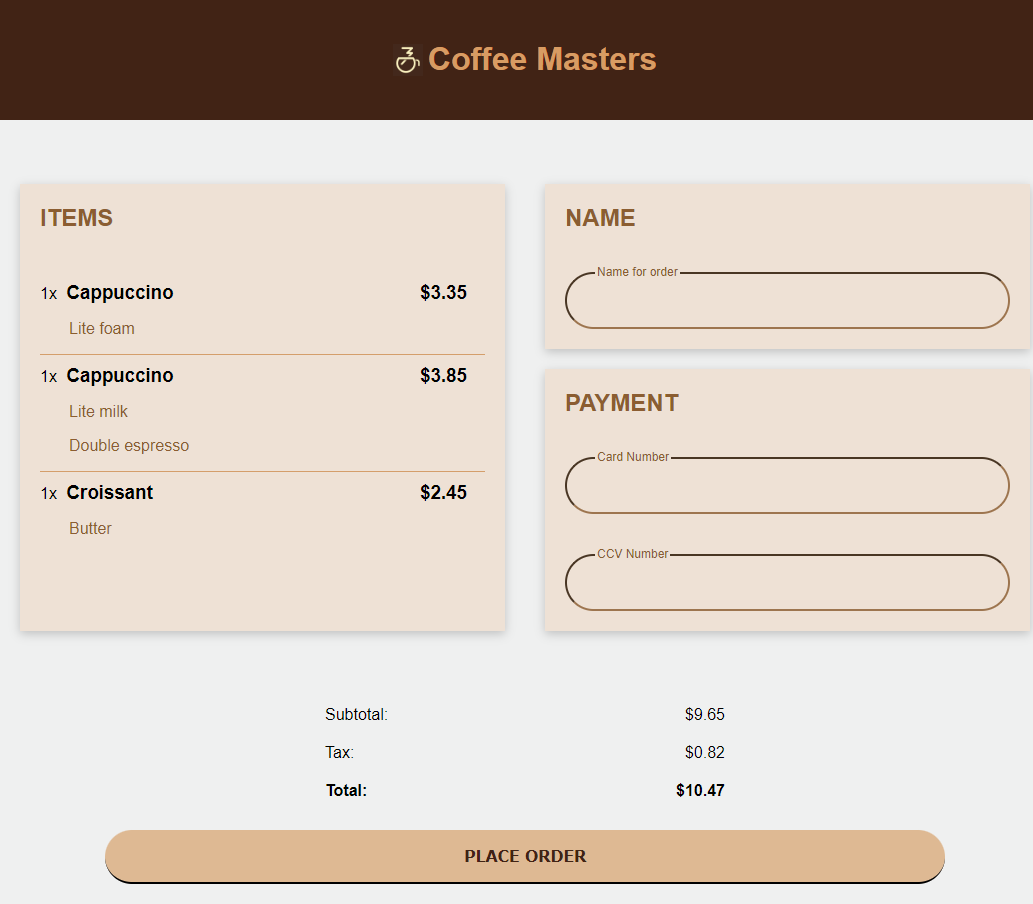 Coffee Masters
ITEMS
1x Cappuccino $3.35
Lite foam
1x Cappuccino $3.85
Lite milk
Double espresso
1x Croissant $2.45
Butter
NAME
Name for order
PAYMENT
Card Number
CCV Number
Subtotal: $9.65
Tax: $0.82
Total: $10.47
PLACE ORDER